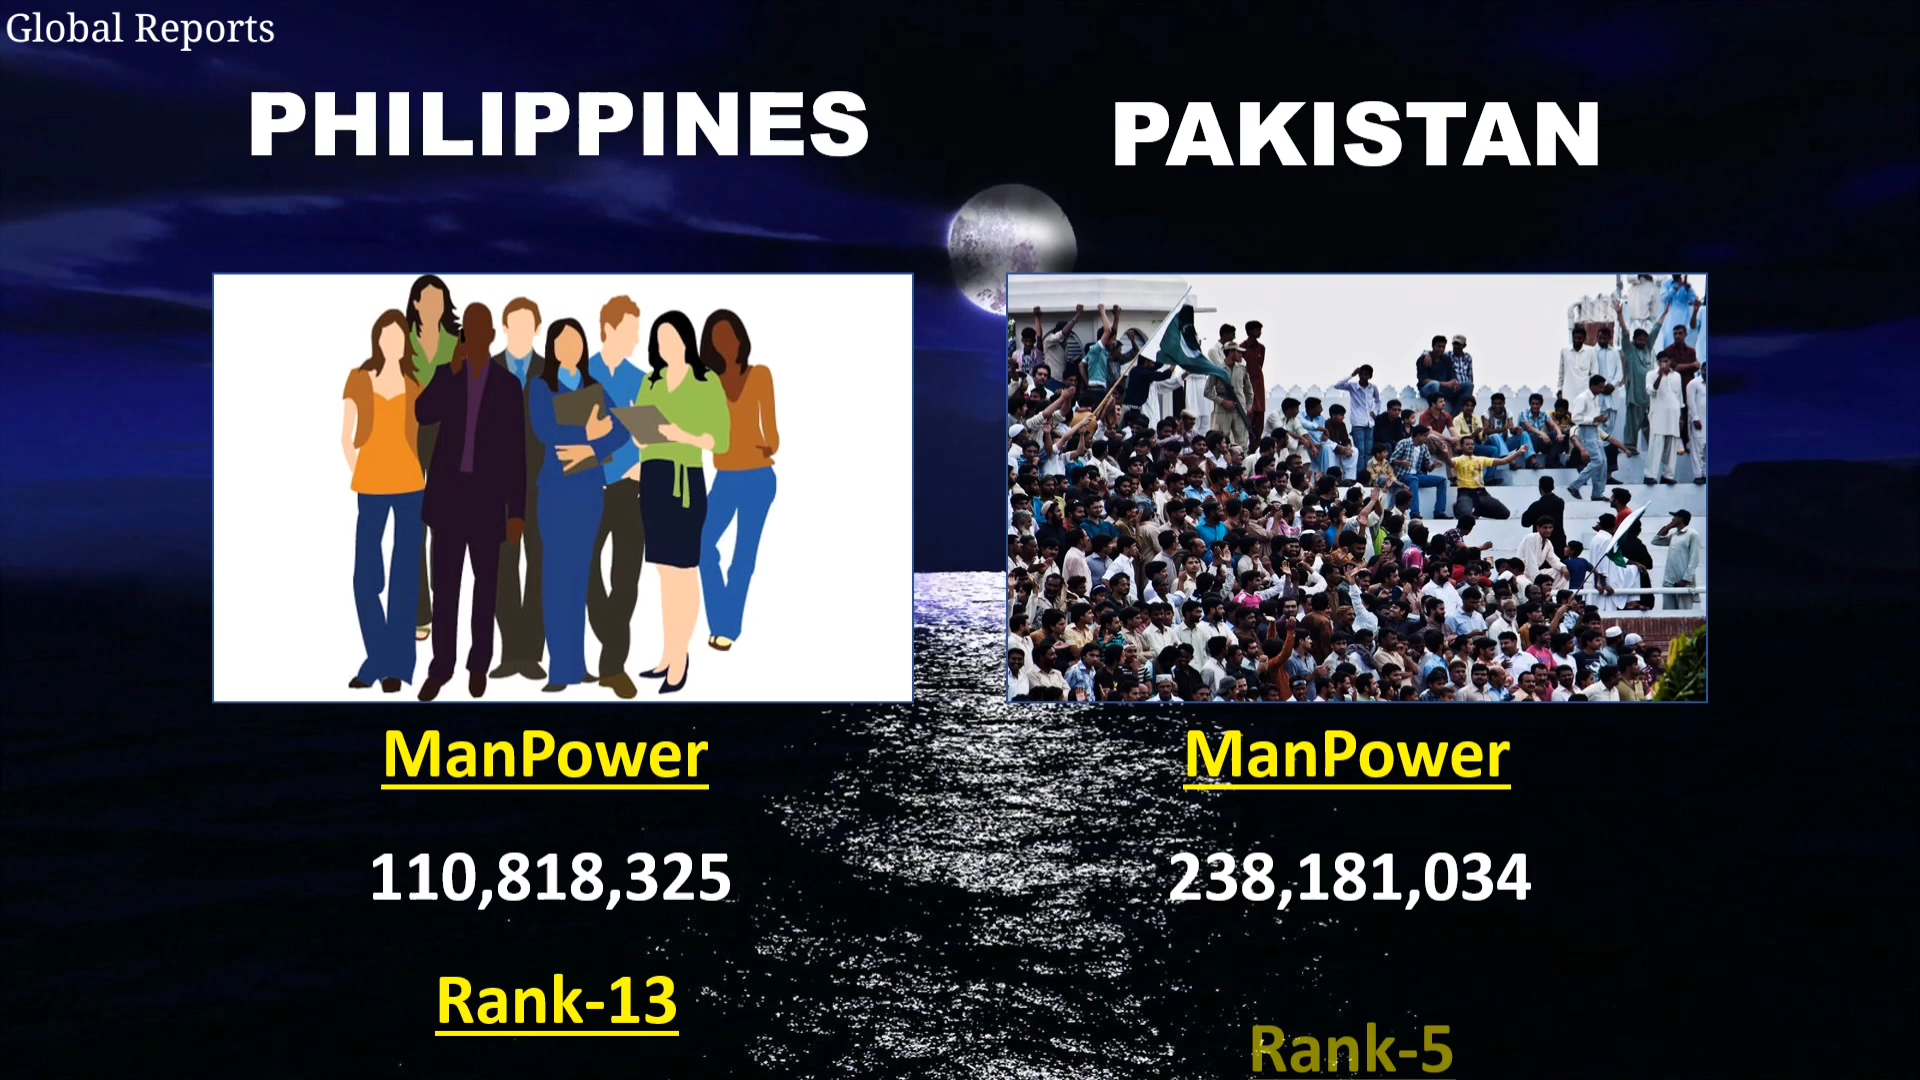 Global Reports
PHILIPPINES
PAKISTAN
ManPower
ManPower
110,818,325
238,181,034
Rank-13
Rank-5